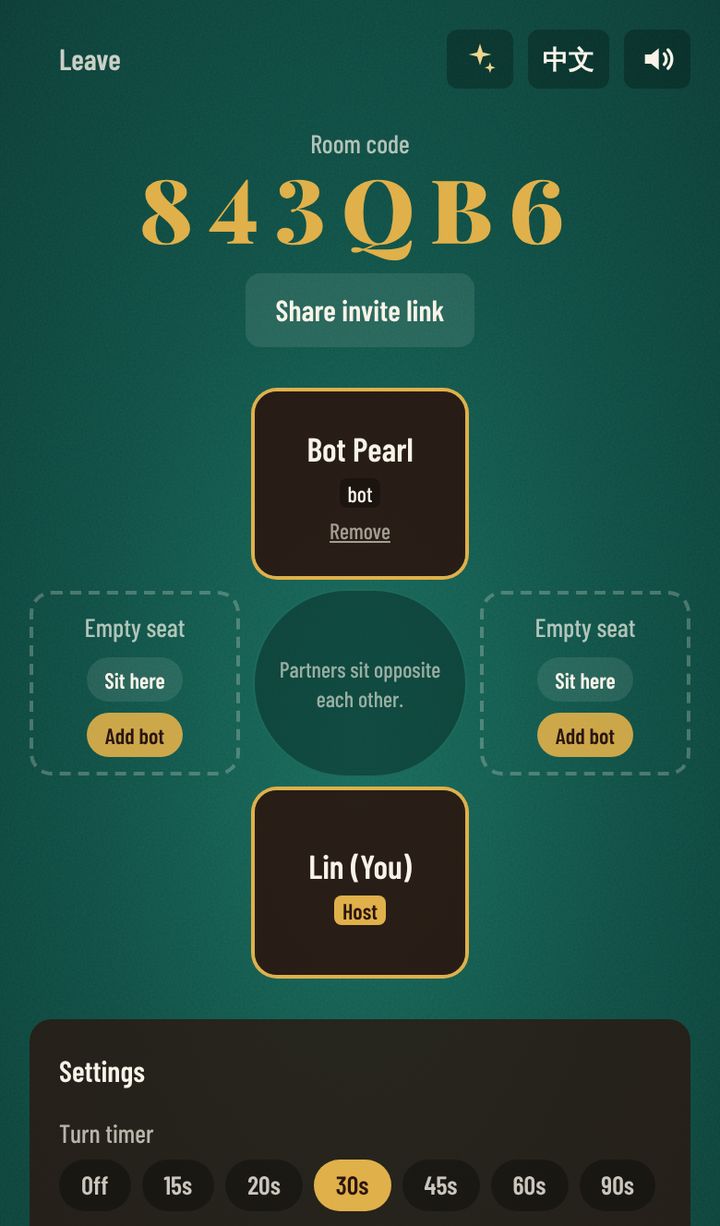 Leave
中文
Room code
843QB6
Share invite link
Bot Pearl
bot
Remove
Empty seat
Sit here
Add bot
Partners sit opposite
each other.
Empty seat
Sit here
Add bot
Lin (You)
Host
Settings
Turn timer
Off 15s 20s 30s 45s 60s 90s